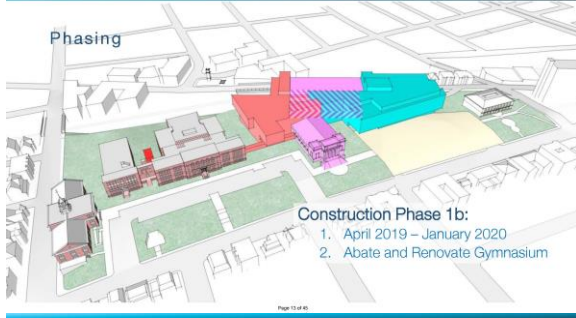 Phasing
Construction Phase 1b:
1. April 2019 – January 2020
2. Abate and Renovate Gymnasium
Page 13 of 45